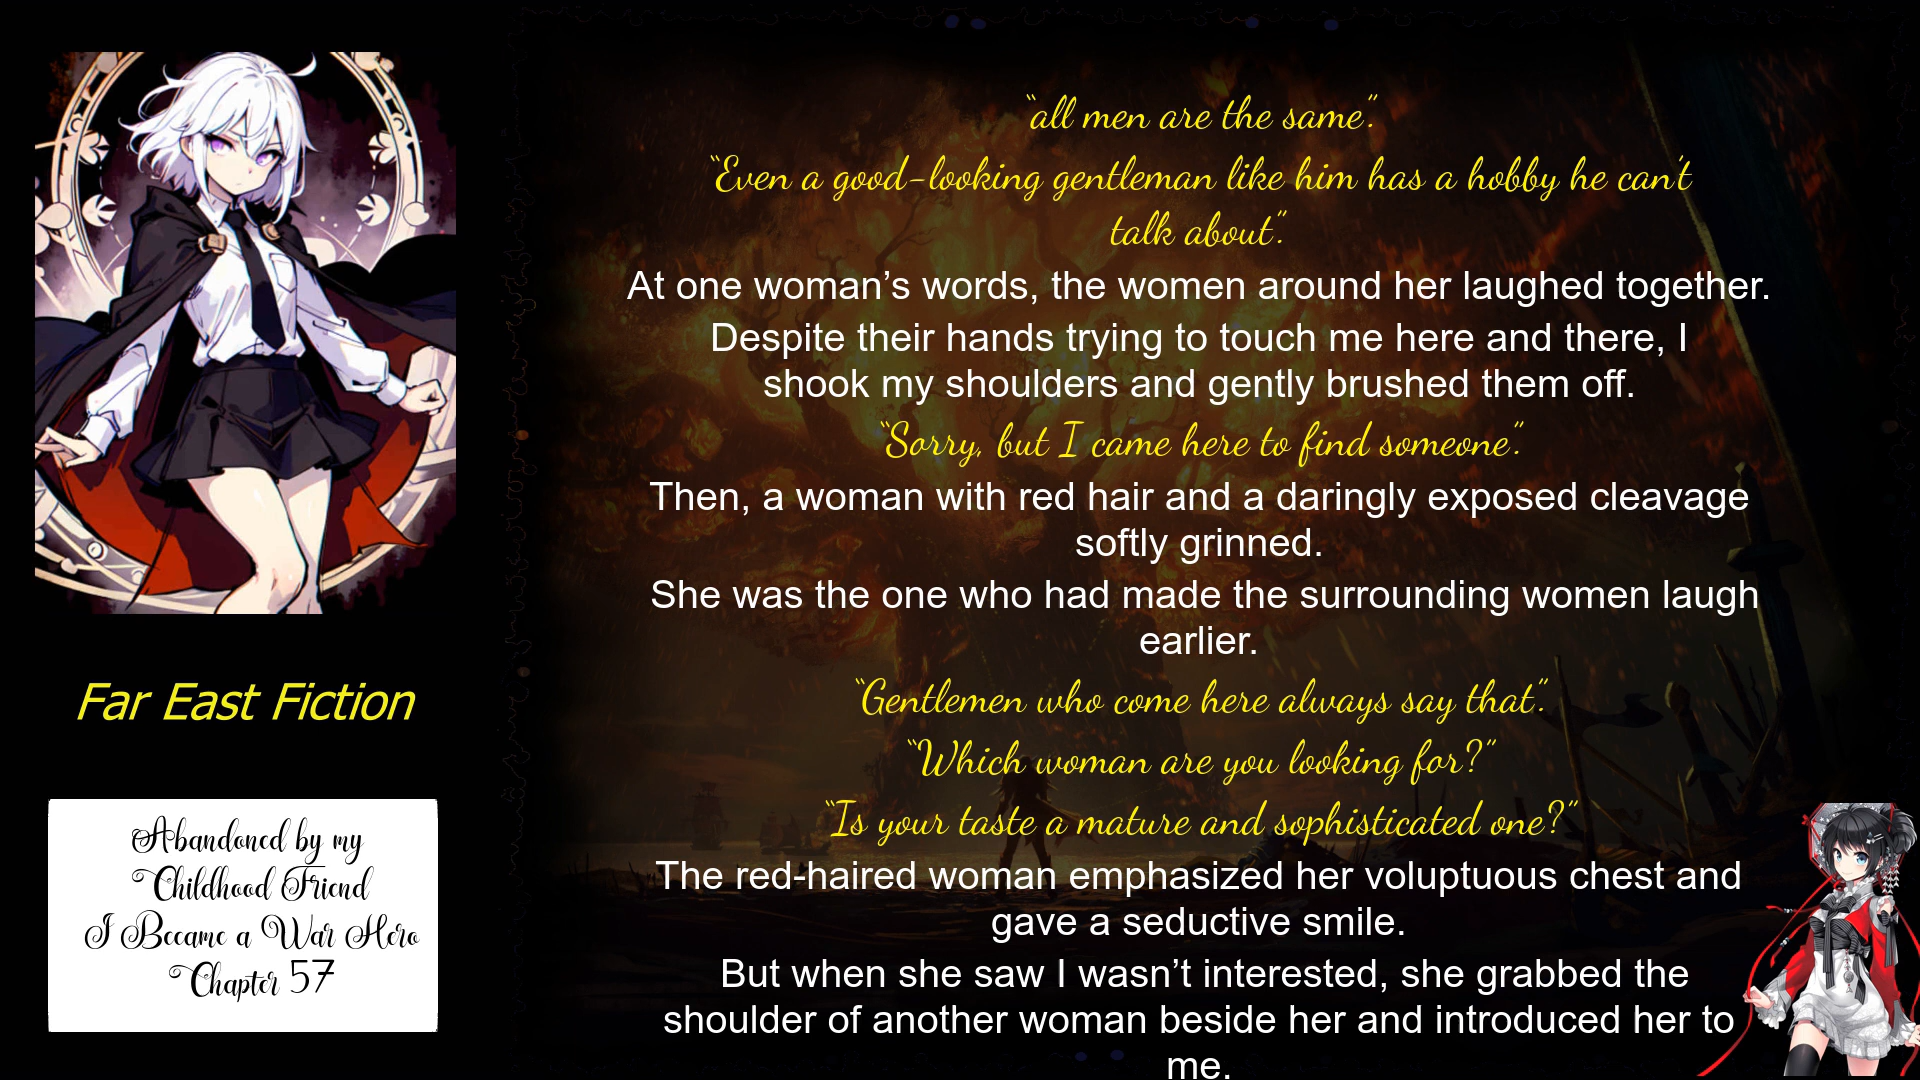 “all men are the same”.
“Even a good-looking gentleman like him has a hobby he can’t
talk about”.
At one woman’s words, the women around her laughed together.
Despite their hands trying to touch me here and there, I
shook my shoulders and gently brushed them off.
“Sorry, but I came here to find someone”.
Then, a woman with red hair and a daringly exposed cleavage
softly grinned.
She was the one who had made the surrounding women laugh
earlier.
“Gentlemen who come here always say that”.
“Which woman are you looking for?”
“Is your taste a mature and sophisticated one?”
The red-haired woman emphasized her voluptuous chest and
gave a seductive smile.
But when she saw I wasn’t interested, she grabbed the
shoulder of another woman beside her and introduced her to
me.
Far East Fiction
Abandoned by my
Childhood Friend
I Became a War Hero
Chapter 57